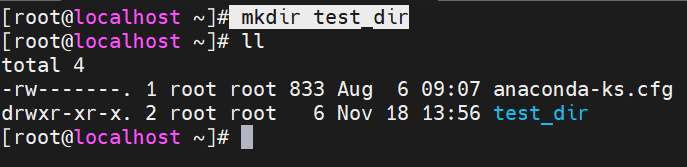 [root@localhost ~]# mkdir test_dir
[root@localhost ~]# ll
total 4
-rw-------. 1 root root 833 Aug  6 09:07 anaconda-ks.cfg
drwxr-xr-x. 2 root root   6 Nov 18 13:56 test_dir
[root@localhost ~]#